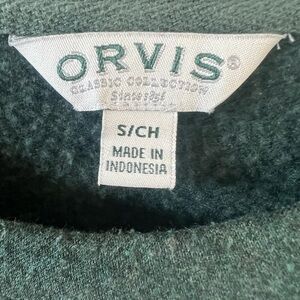 ORVIS®
CLASSIC COLLECTION
Since 1856
S/CH
MADE IN
INDONESIA